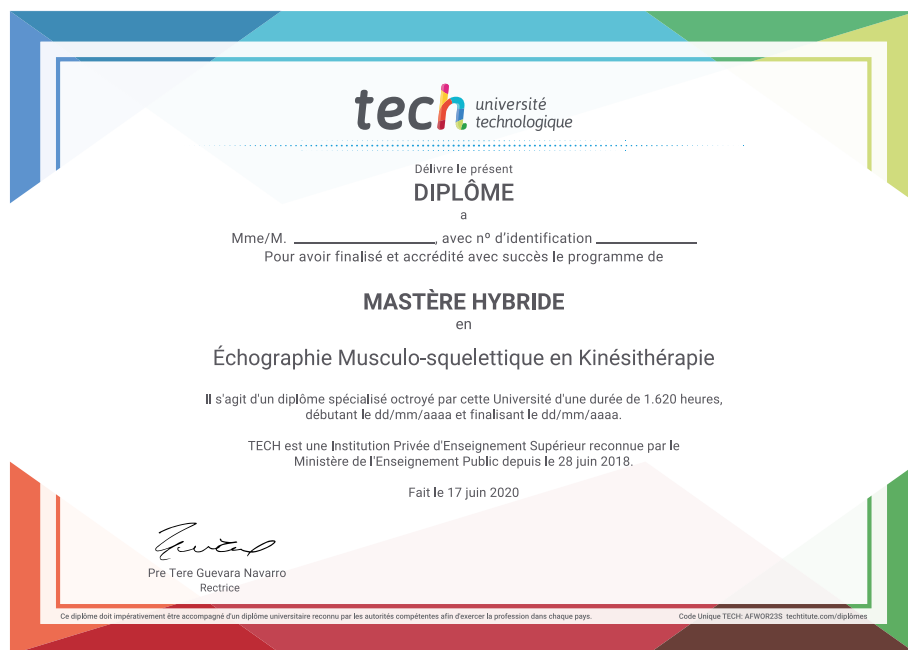 tech université
technologique
Délivre le présent
DIPLÔME
a
Mme/M. ____________________, avec nº d'identification ______________
Pour avoir finalisé et accrédité avec succès le programme de
MASTÈRE HYBRIDE
en
Échographie Musculo-squelettique en Kinésithérapie
Il s'agit d'un diplôme spécialisé octroyé par cette Université d'une durée de 1.620 heures,
débutant le dd/mm/aaaa et finalisant le dd/mm/aaaa.
TECH est une Institution Privée d'Enseignement Supérieur reconnue par le
Ministère de l'Enseignement Public depuis le 28 juin 2018.
Fait le 17 juin 2020
Pre Tere Guevara Navarro
Rectrice
Ce diplôme doit impérativement être accompagné d'un diplôme universitaire reconnu par les autorités compétentes afin d'exercer la profession dans chaque pays.
Code Unique TECH: AFWOR23S techtitute.com/diplômes